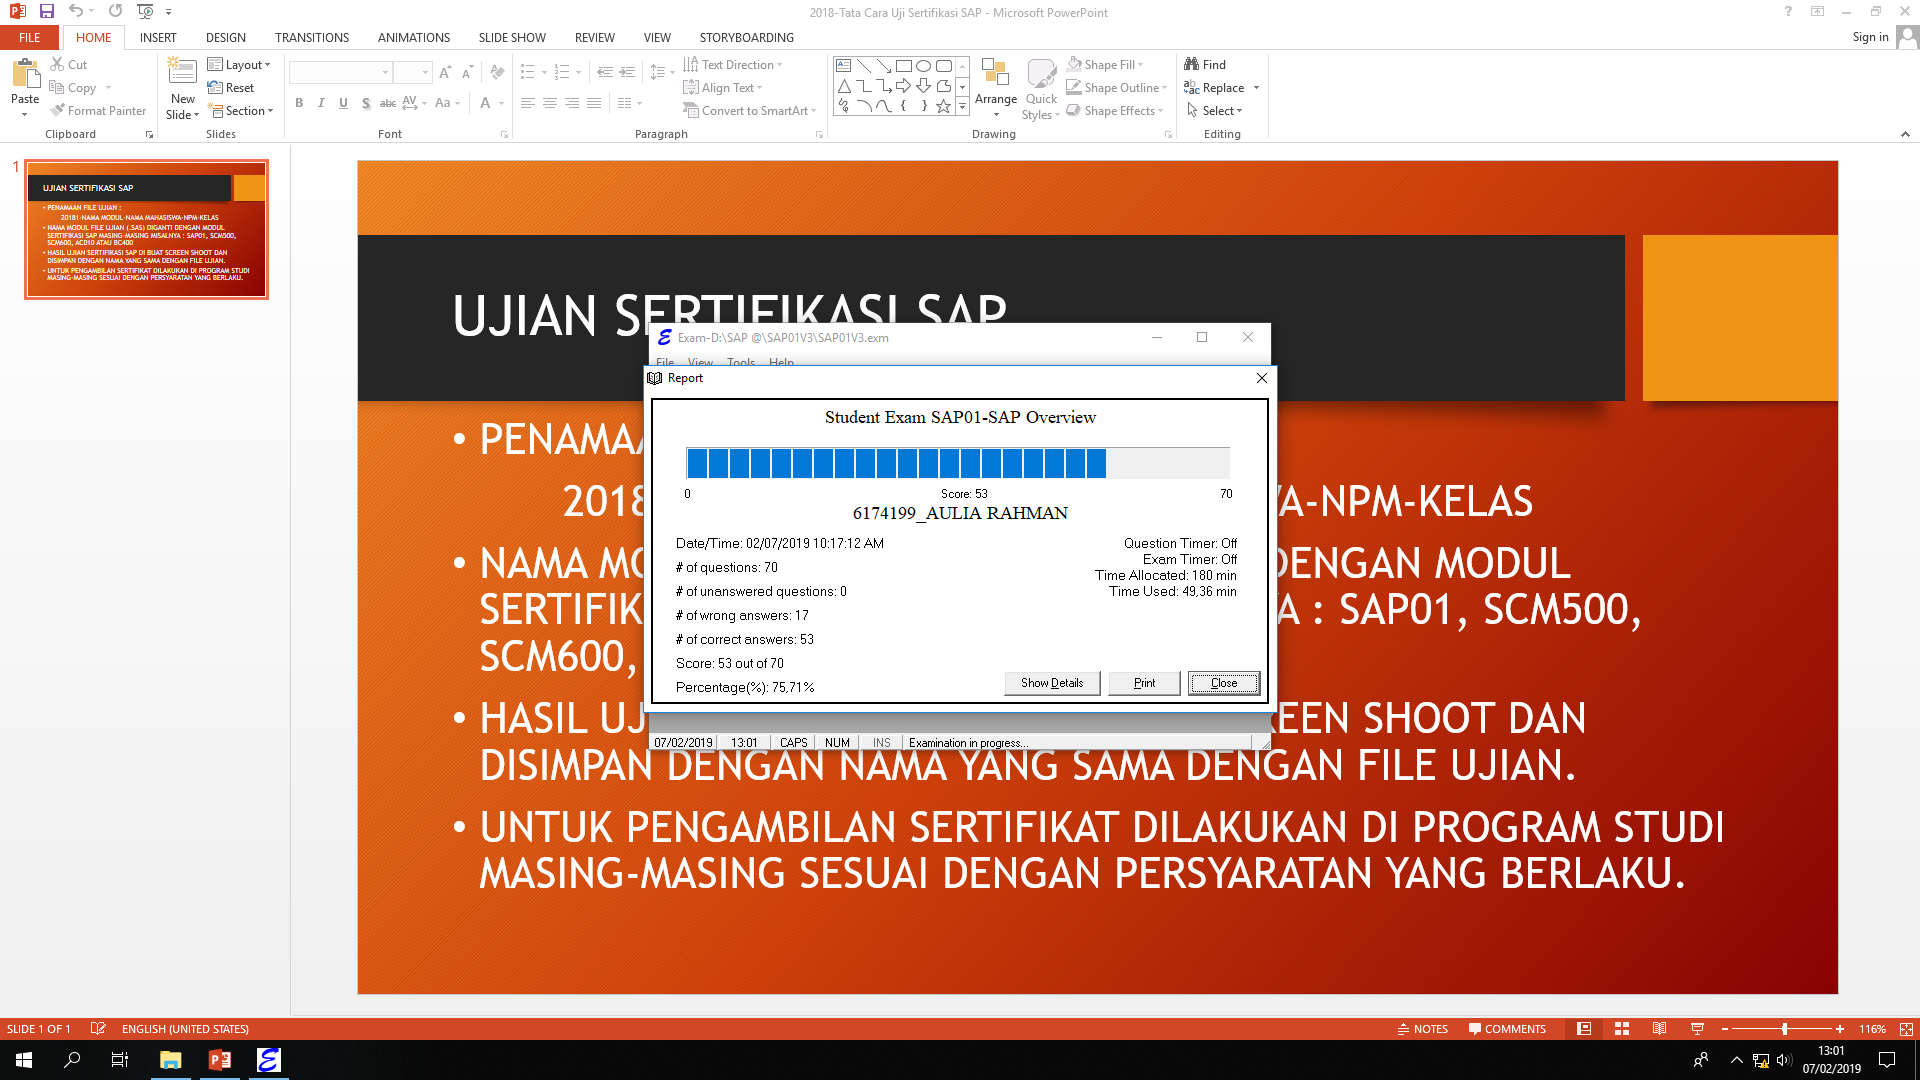 2018-Tata Cara Uji Sertifikasi SAP - Microsoft PowerPoint
FILE HOME INSERT DESIGN TRANSITIONS ANIMATIONS SLIDE SHOW REVIEW VIEW STORYBOARDING Sign in
Paste
Cut
Copy
Format Painter
Clipboard
New Slide
Layout
Reset
Section
Slides
Font
Text Direction
Align Text
Convert to SmartArt
Paragraph
Arrange
Quick Styles
Shape Fill
Shape Outline
Shape Effects
Drawing
Find
Replace
Select
Editing
1
UJIAN SERTIFIKASI SAP
• PENAMAAN FILE UJIAN :
20181-NAMA MODUL-NAMA MAHASISWA-NPM-KELAS
• NAMA MODUL FILE UJIAN (.SAS) DIGANTI DENGAN MODUL
SERTIFIKASI SAP MASING-MASING MISALNYA : SAP01, SCM500,
SCM600, AC010 ATAU BC400
• HASIL UJIAN SERTIFIKASI SAP DI BUAT SCREEN SHOOT DAN
DISIMPAN DENGAN NAMA YANG SAMA DENGAN FILE UJIAN.
• UNTUK PENGAMBILAN SERTIFIKAT DILAKUKAN DI PROGRAM STUDI
MASING-MASING SESUAI DENGAN PERSYARATAN YANG BERLAKU.
UJIAN SERTIFIKASI SAP
• PENAMAA
2018 A-NPM-KELAS
• NAMA MO DENGAN MODUL
SERTIFIK A : SAP01, SCM500,
SCM600,
• HASIL UJ REEN SHOOT DAN
DISIMPAN DENGAN NAMA YANG SAMA DENGAN FILE UJIAN.
• UNTUK PENGAMBILAN SERTIFIKAT DILAKUKAN DI PROGRAM STUDI
MASING-MASING SESUAI DENGAN PERSYARATAN YANG BERLAKU.
Exam-D:\SAP @\SAP01V3\SAP01V3.exm
File View Tools Help
Report
Student Exam SAP01-SAP Overview
0 Score: 53 70
6174199_AULIA RAHMAN
Date/Time: 02/07/2019 10:17:12 AM
# of questions: 70
# of unanswered questions: 0
# of wrong answers: 17
# of correct answers: 53
Score: 53 out of 70
Percentage(%): 75,71%
Question Timer: Off
Exam Timer: Off
Time Allocated: 180 min
Time Used: 49,36 min
Show Details Print Close
07/02/2019 13:01 CAPS NUM INS Examination in progress...
SLIDE 1 OF 1 ENGLISH (UNITED STATES) NOTES COMMENTS 116%
13:01
07/02/2019